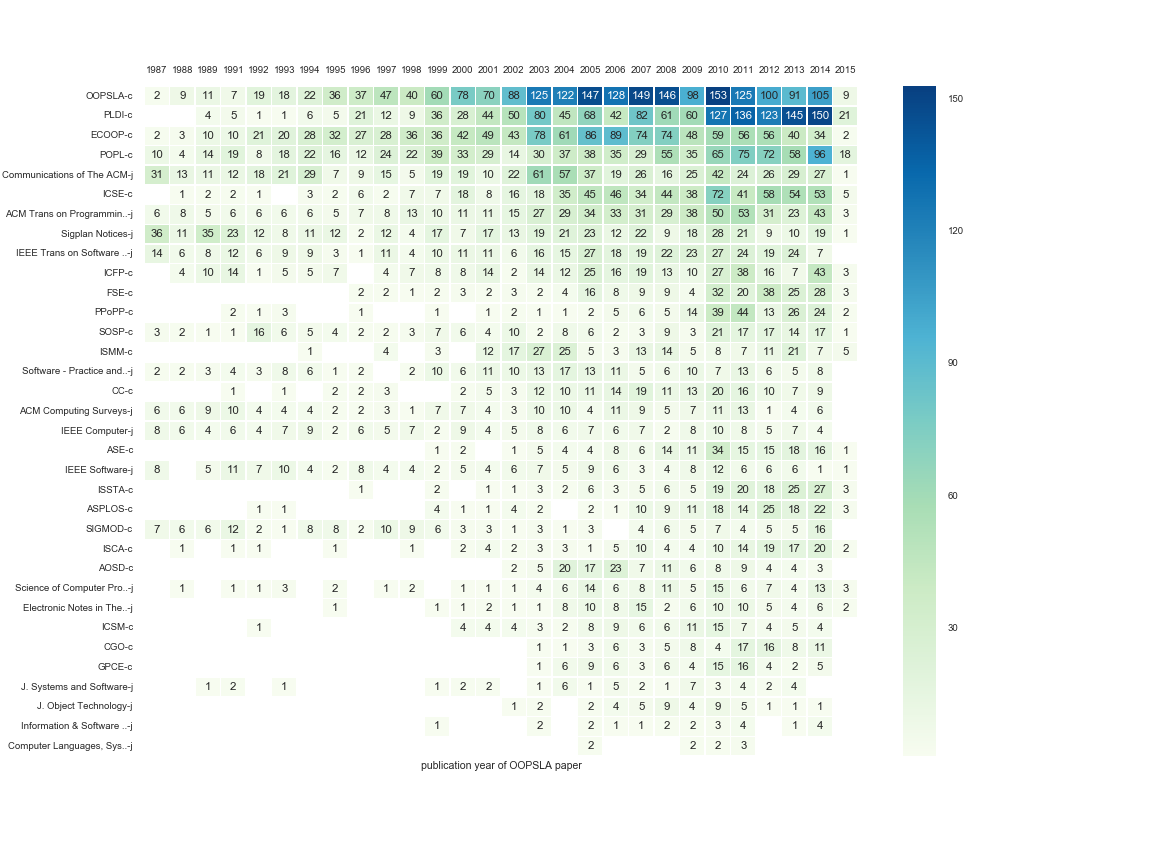 1987 1988 1989 1991 1992 1993 1994 1995 1996 1997 1998 1999 2000 2001 2002 2003 2004 2005 2006 2007 2008 2009 2010 2011 2012 2013 2014 2015
OOPSLA-c 2 9 11 7 19 18 22 36 37 47 40 60 78 70 88 125 122 147 128 149 146 98 153 125 100 91 105 9
PLDI-c 4 5 1 1 6 5 21 12 9 36 28 44 50 80 45 68 42 82 61 60 127 136 123 145 150 21
ECOOP-c 2 3 10 10 21 20 28 32 27 28 36 36 42 49 43 78 61 86 89 74 74 48 59 56 56 40 34 2
POPL-c 10 4 14 19 8 18 22 16 12 24 22 39 33 29 14 30 37 38 35 29 55 35 65 75 72 58 96 18
Communications of The ACM-j 31 13 11 12 18 21 29 7 9 15 5 19 19 10 22 61 57 37 19 26 16 25 42 24 26 29 27 1
ICSE-c 1 2 2 1 3 2 6 2 7 7 18 8 16 18 35 45 46 34 44 38 72 41 58 54 53 5
ACM Trans on Programmin..-j 6 8 5 6 6 6 6 5 7 8 13 10 11 11 15 27 29 34 33 31 29 38 50 53 31 23 43 3
Sigplan Notices-j 36 11 35 23 12 8 11 12 2 12 4 17 7 17 13 19 21 23 12 22 9 18 28 21 9 10 19 1
IEEE Trans on Software ..-j 14 6 8 12 6 9 9 3 1 11 4 10 11 11 6 16 15 27 18 19 22 23 27 24 19 24 7
ICFP-c 4 10 14 1 5 5 7 4 7 8 8 14 2 14 12 25 16 19 13 10 27 38 16 7 43 3
FSE-c 2 2 1 2 3 2 3 2 4 16 8 9 9 4 32 20 38 25 28 3
PPoPP-c 2 1 3 1 1 1 2 1 1 2 5 6 5 14 39 44 13 26 24 2
SOSP-c 3 2 1 1 16 6 5 4 2 2 3 7 6 4 10 2 8 6 2 3 9 3 21 17 17 14 17 1
ISMM-c 1 4 3 12 17 27 25 5 3 13 14 5 8 7 11 21 7 5
Software - Practice and..-j 2 2 3 4 3 8 6 1 2 2 10 6 11 10 13 17 13 11 5 6 10 7 13 6 5 8
CC-c 1 1 2 2 3 2 5 3 12 10 11 14 19 11 13 20 16 10 7 9
ACM Computing Surveys-j 6 6 9 10 4 4 4 2 2 3 1 7 7 4 3 10 10 4 11 9 5 7 11 13 1 4 6
IEEE Computer-j 8 6 4 6 4 7 9 2 6 5 7 2 9 4 5 8 6 7 6 7 2 8 10 8 5 7 4
ASE-c 1 2 1 5 4 4 8 6 14 11 34 15 15 18 16 1
IEEE Software-j 8 5 11 7 10 4 2 8 4 4 2 5 4 6 7 5 9 6 3 4 8 12 6 6 6 1 1
ISSTA-c 1 2 1 1 3 2 6 3 5 6 5 19 20 18 25 27 3
ASPLOS-c 1 1 4 1 1 4 2 2 1 10 9 11 18 14 25 18 22 3
SIGMOD-c 7 6 6 12 2 1 8 8 2 10 9 6 3 3 1 3 1 3 4 6 5 7 4 5 5 16
ISCA-c 1 1 1 1 1 2 4 2 3 3 1 5 10 4 4 10 14 19 17 20 2
AOSD-c 2 5 20 17 23 7 11 6 8 9 4 4 3
Science of Computer Pro..-j 1 1 1 3 2 1 2 1 1 1 4 6 14 6 8 11 5 15 6 7 4 13 3
Electronic Notes in The..-j 1 1 1 2 1 1 8 10 8 15 2 6 10 10 5 4 6 2
ICSM-c 1 4 4 4 3 2 8 9 6 6 11 15 7 4 5 4
CGO-c 1 1 3 6 3 5 8 4 17 16 8 11
GPCE-c 1 6 9 6 3 6 4 15 16 4 2 5
J. Systems and Software-j 1 2 1 1 2 2 1 6 1 5 2 1 7 3 4 2 4
J. Object Technology-j 1 2 2 4 5 9 4 9 5 1 1 1
Information & Software ..-j 1 2 2 1 1 2 2 3 4 1 4
Computer Languages, Sys..-j 2 2 2 3
publication year of OOPSLA paper
150
120
90
60
30